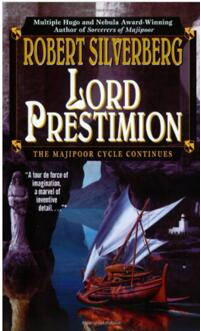 Multiple Hugo and Nebula Award-Winning
Author of Sorcerers of Majipoor
ROBERT SILVERBERG
LORD
PRESTIMION
THE MAJIPOOR CYCLE CONTINUES
"A tour de force of
imagination,
a marvel of
inventive
detail. . . ."